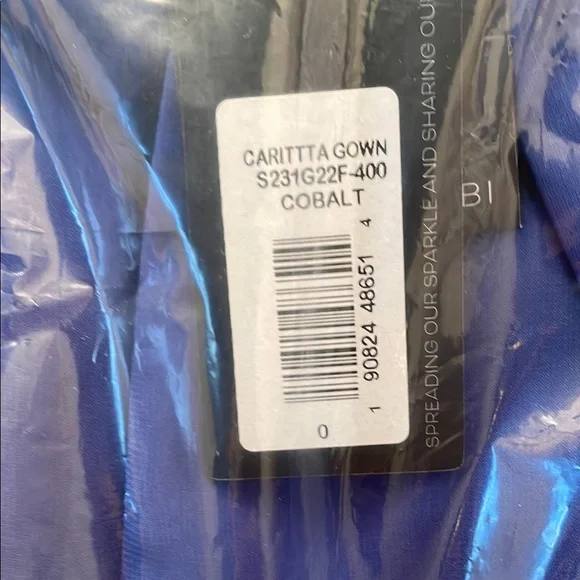 CARITTTA GOWN
S231G22F-400
COBALT
1 90824 48651 4
0
SPREADING OUR SPARKLE AND SHARING OU
BI